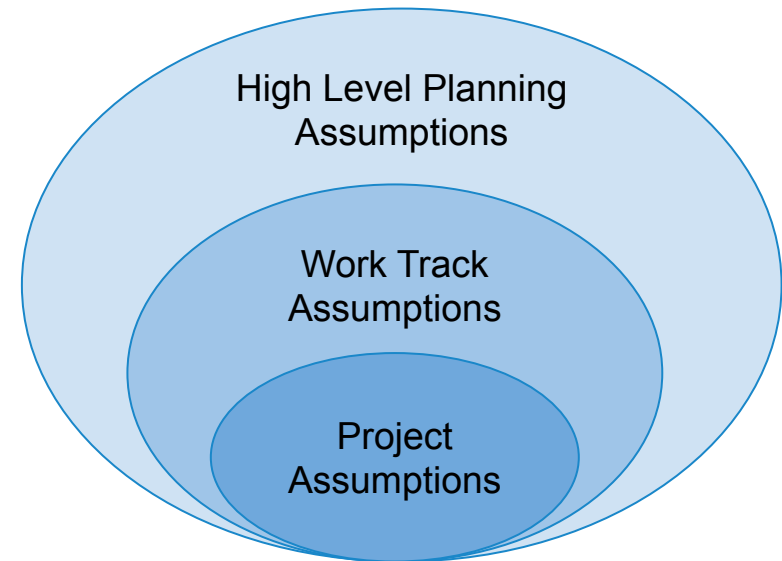 High Level Planning
Assumptions
Work Track
Assumptions
Project
Assumptions